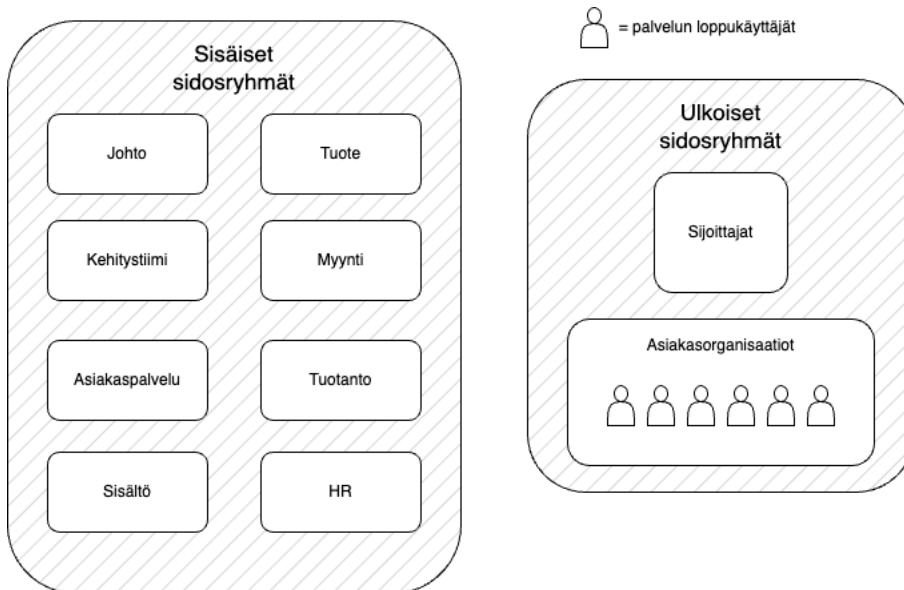 = palvelun loppukäyttäjät
Sisäiset
sidosryhmät
Johto
Tuote
Kehitystiimi
Myynti
Asiakaspalvelu
Tuotanto
Sisältö
HR
Ulkoiset
sidosryhmät
Sijoittajat
Asiakasorganisaatiot